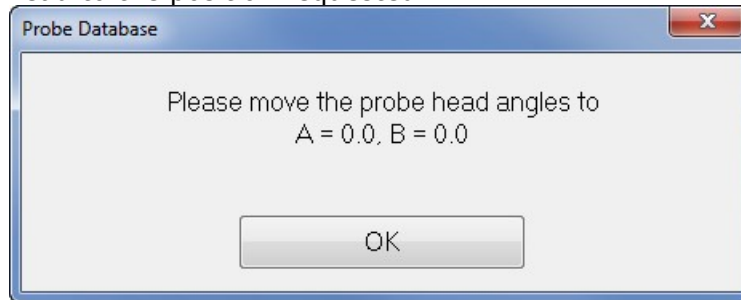 Probe Database
Please move the probe head angles to
A = 0.0, B = 0.0
OK